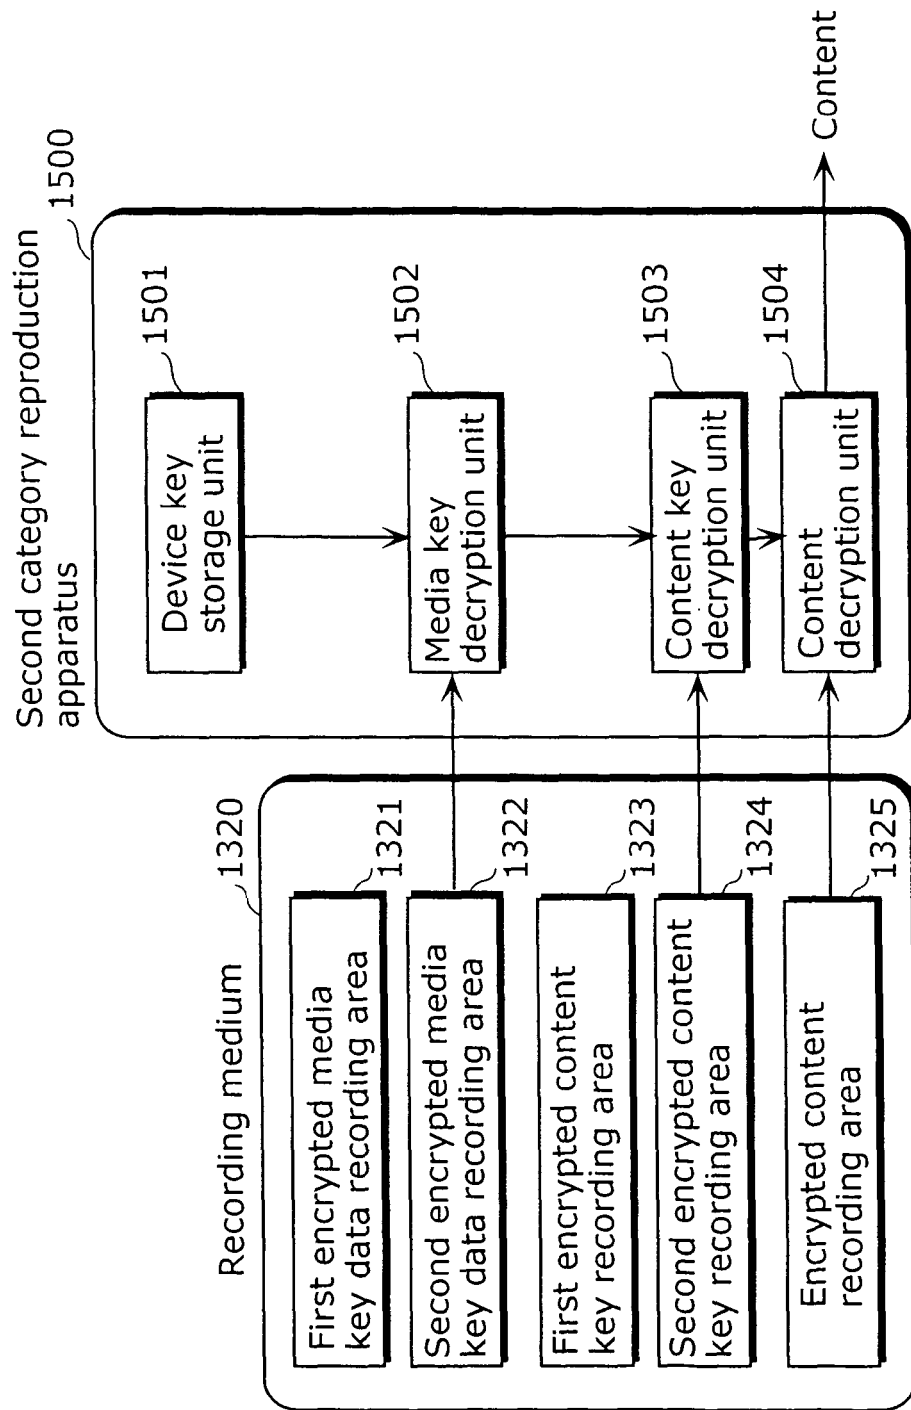 Second category reproduction
apparatus
1500
1501
Device key
storage unit
1502
Media key
decryption unit
1503
Content key
decryption unit
1504
Content
decryption unit
Content
Recording medium
1320
First encrypted media
key data recording area
1321
Second encrypted media
key data recording area
1322
First encrypted content
key recording area
1323
Second encrypted content
key recording area
1324
Encrypted content
recording area
1325